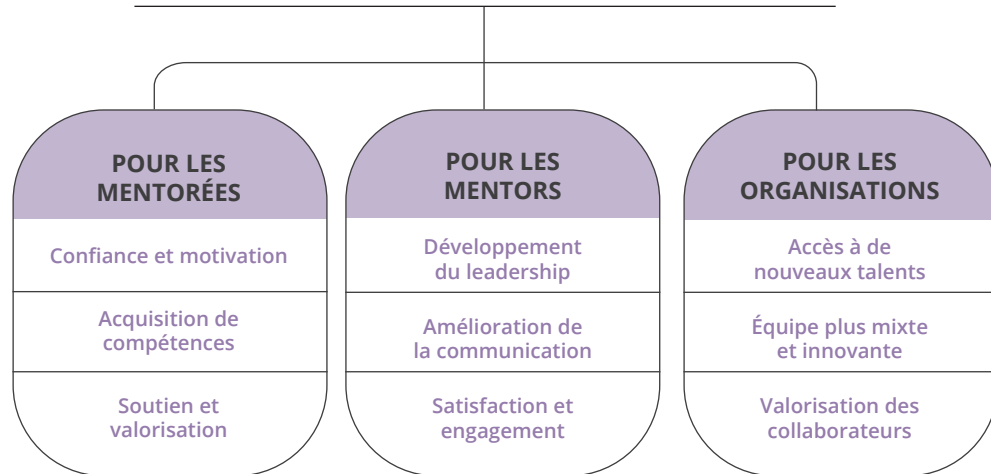 POUR LES
MENTORÉES
Confiance et motivation
Acquisition de
compétences
Soutien et
valorisation
POUR LES
MENTORS
Développement
du leadership
Amélioration de
la communication
Satisfaction et
engagement
POUR LES
ORGANISATIONS
Accès à de
nouveaux talents
Équipe plus mixte
et innovante
Valorisation des
collaborateurs